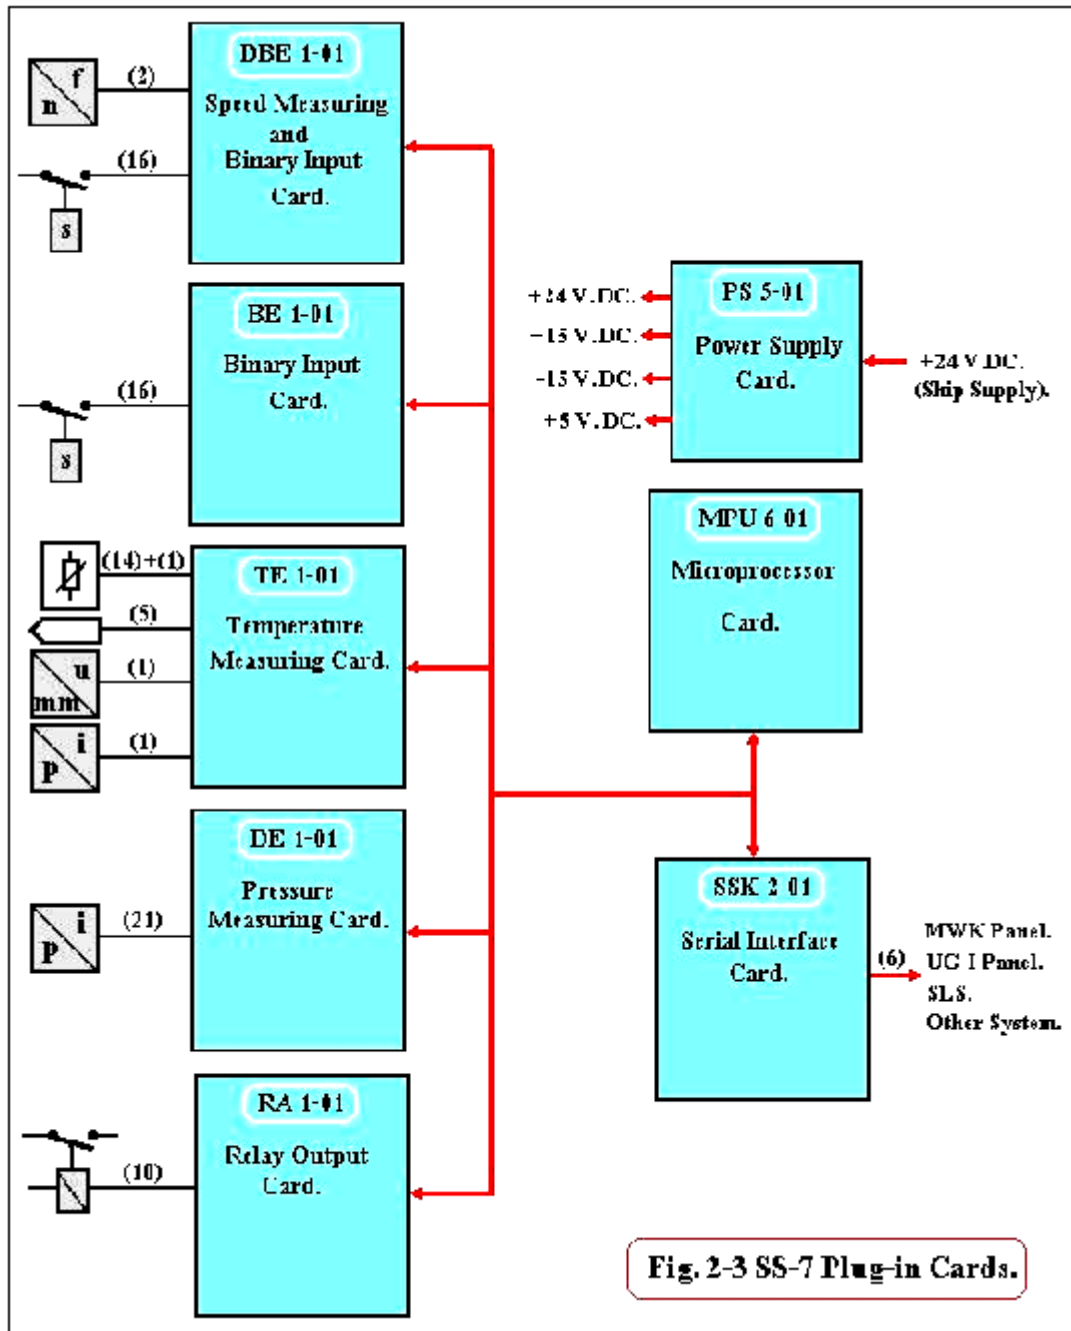 DBE 1-01
Speed Measuring
and
Binary Input
Card.
f
n
(2)
(16)
s
BE 1-01
Binary Input
Card.
(16)
s
TE 1-01
Temperature
Measuring Card.
(14)+(1)
(5)
u
mm
(1)
i
P
(1)
DE 1-01
Pressure
Measuring Card.
i
P
(21)
RA 1-01
Relay Output
Card.
(10)
PS 5-01
Power Supply
Card.
+24 V.DC.
+15 V.DC.
-15 V.DC.
+5 V.DC.
+24 V.DC.
(Ship Supply).
MPU 6-01
Microprocessor
Card.
SSK 2-01
Serial Interface
Card.
(6)
MWK Panel.
UG I Panel.
SLS.
Other System.
Fig. 2-3 SS-7 Plug-in Cards.